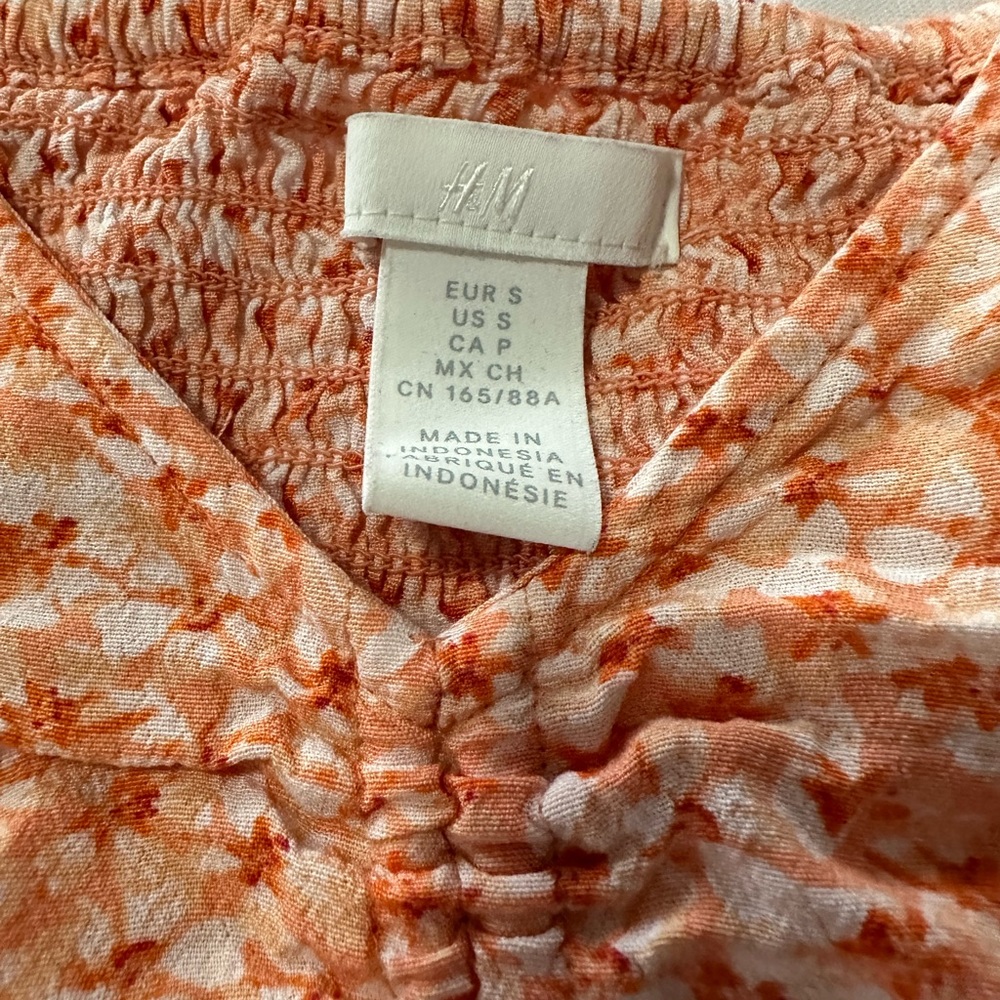 H&M
EUR S
US S
CA P
MX CH
CN 165/88A
MADE IN
INDONESIA
FABRIQUÉ EN
INDONÉSIE